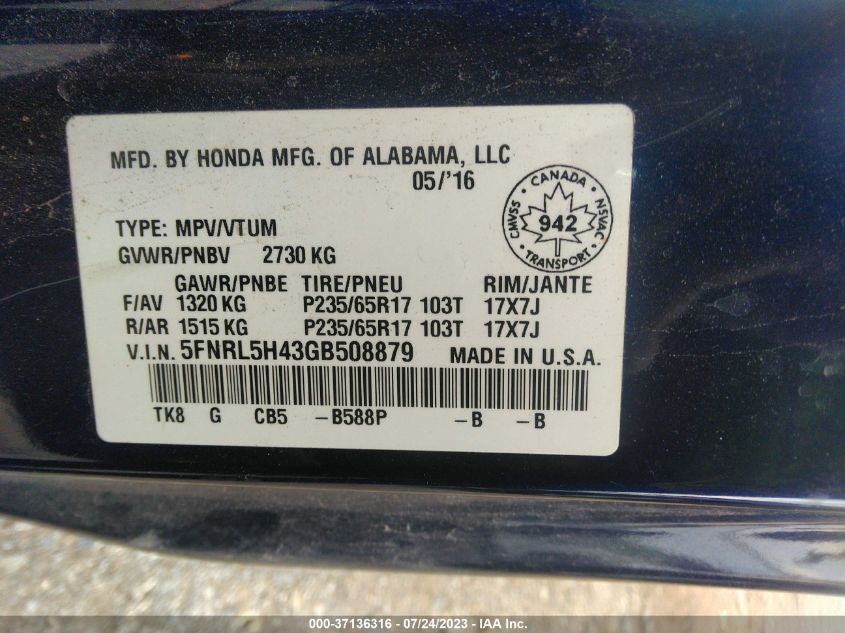 MFD. BY HONDA MFG. OF ALABAMA, LLC
05/'16
CANADA
CMVSS 942 NSVAC
TRANSPORT
TYPE: MPV/VTUM
GVWR/PNBV 2730 KG
GAWR/PNBE TIRE/PNEU RIM/JANTE
F/AV 1320 KG P235/65R17 103T 17X7J
R/AR 1515 KG P235/65R17 103T 17X7J
V.I.N. 5FNRL5H43GB508879 MADE IN U.S.A.
TK8 G CB5 -B588P -B -B
000-37136316 - 07/24/2023 - IAA Inc.